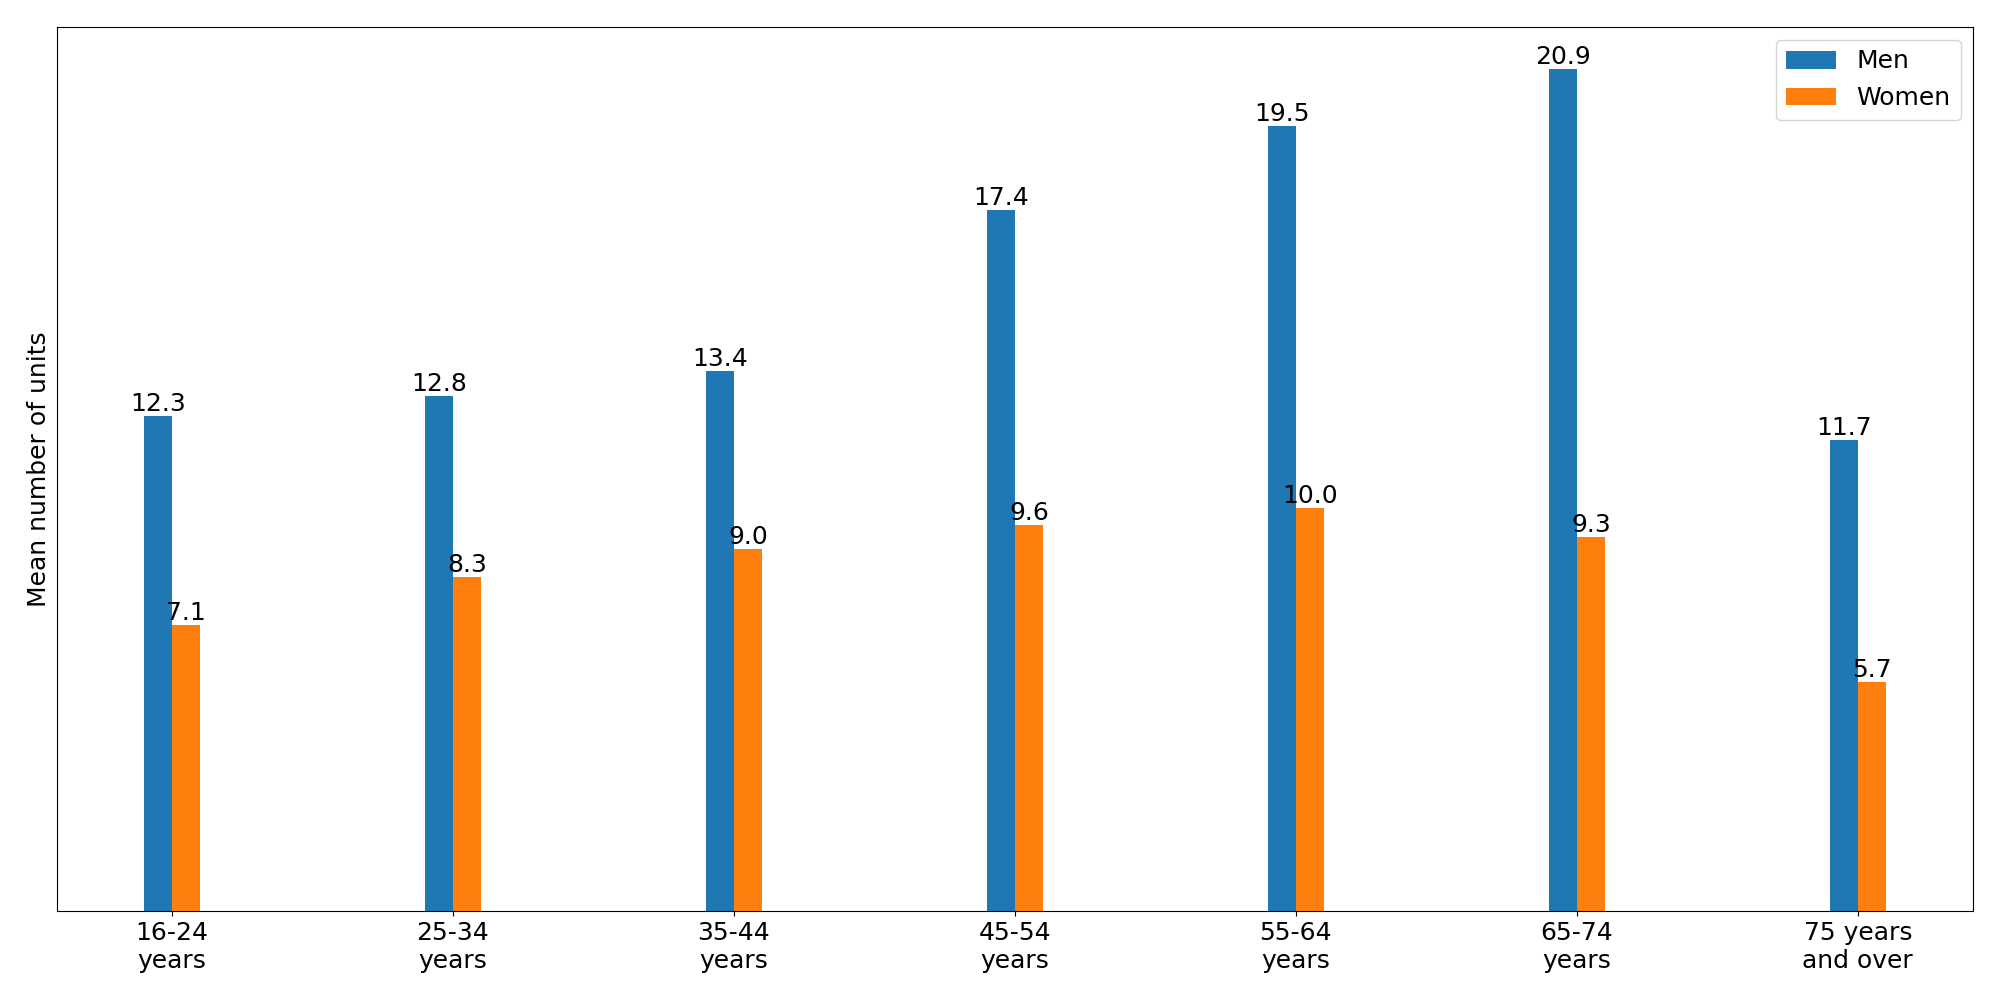 Mean number of units
Men
Women
12.3
7.1
12.8
8.3
13.4
9.0
17.4
9.6
19.5
10.0
20.9
9.3
11.7
5.7
16-24
years
25-34
years
35-44
years
45-54
years
55-64
years
65-74
years
75 years
and over